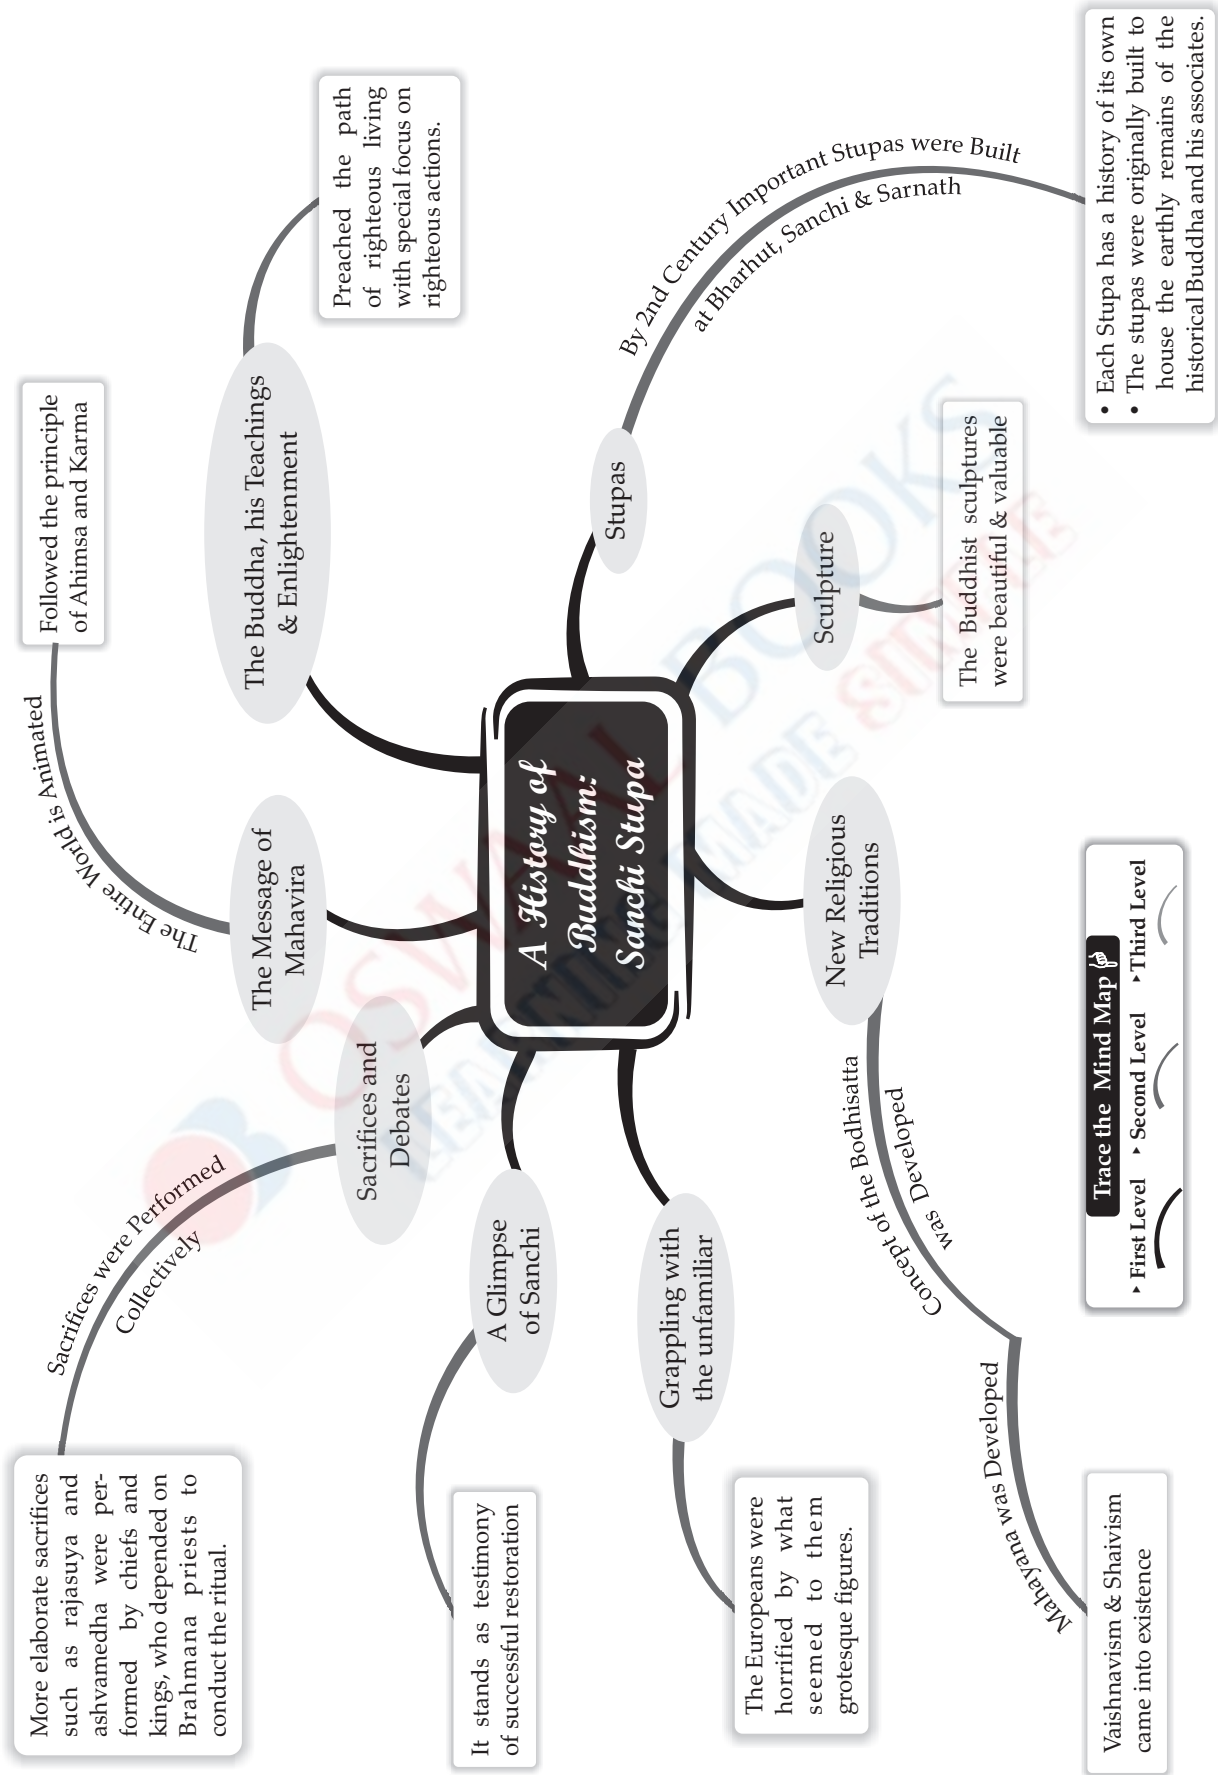 A History of
Buddhism:
Sanchi Stupa
The Buddha, his Teachings
& Enlightenment
Preached the path
of righteous living
with special focus on
righteous actions.
Stupas
By 2nd Century Important Stupas were Built
at Bharhut, Sanchi & Sarnath
• Each Stupa has a history of its own
• The stupas were originally built to
house the earthly remains of the
historical Buddha and his associates.
Sculpture
The Buddhist sculptures
were beautiful & valuable
New Religious
Traditions
Concept of the Bodhisatta
was Developed
Mahayana was Developed
Vaishnavism & Shaivism
came into existence
Grappling with
the unfamiliar
The Europeans were
horrified by what
seemed to them
grotesque figures.
A Glimpse
of Sanchi
It stands as testimony
of successful restoration
Sacrifices and
Debates
Sacrifices were Performed
Collectively
More elaborate sacrifices
such as rajasuya and
ashvamedha were per-
formed by chiefs and
kings, who depended on
Brahmana priests to
conduct the ritual.
The Message of
Mahavira
The Entire World is Animated
Followed the principle
of Ahimsa and Karma
Trace the Mind Map
▸ First Level ▸ Second Level ▸ Third Level
OSWAAL BOOKS
LEARNING MADE SIMPLE